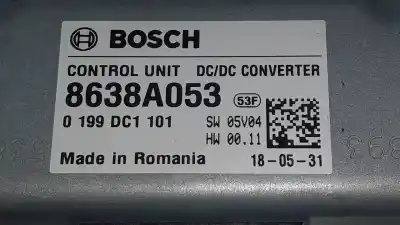 BOSCH
CONTROL UNIT DC/DC CONVERTER
8638A053 53F
0 199 DC1 101 SW 05V04
HW 00.11
Made in Romania 18-05-31